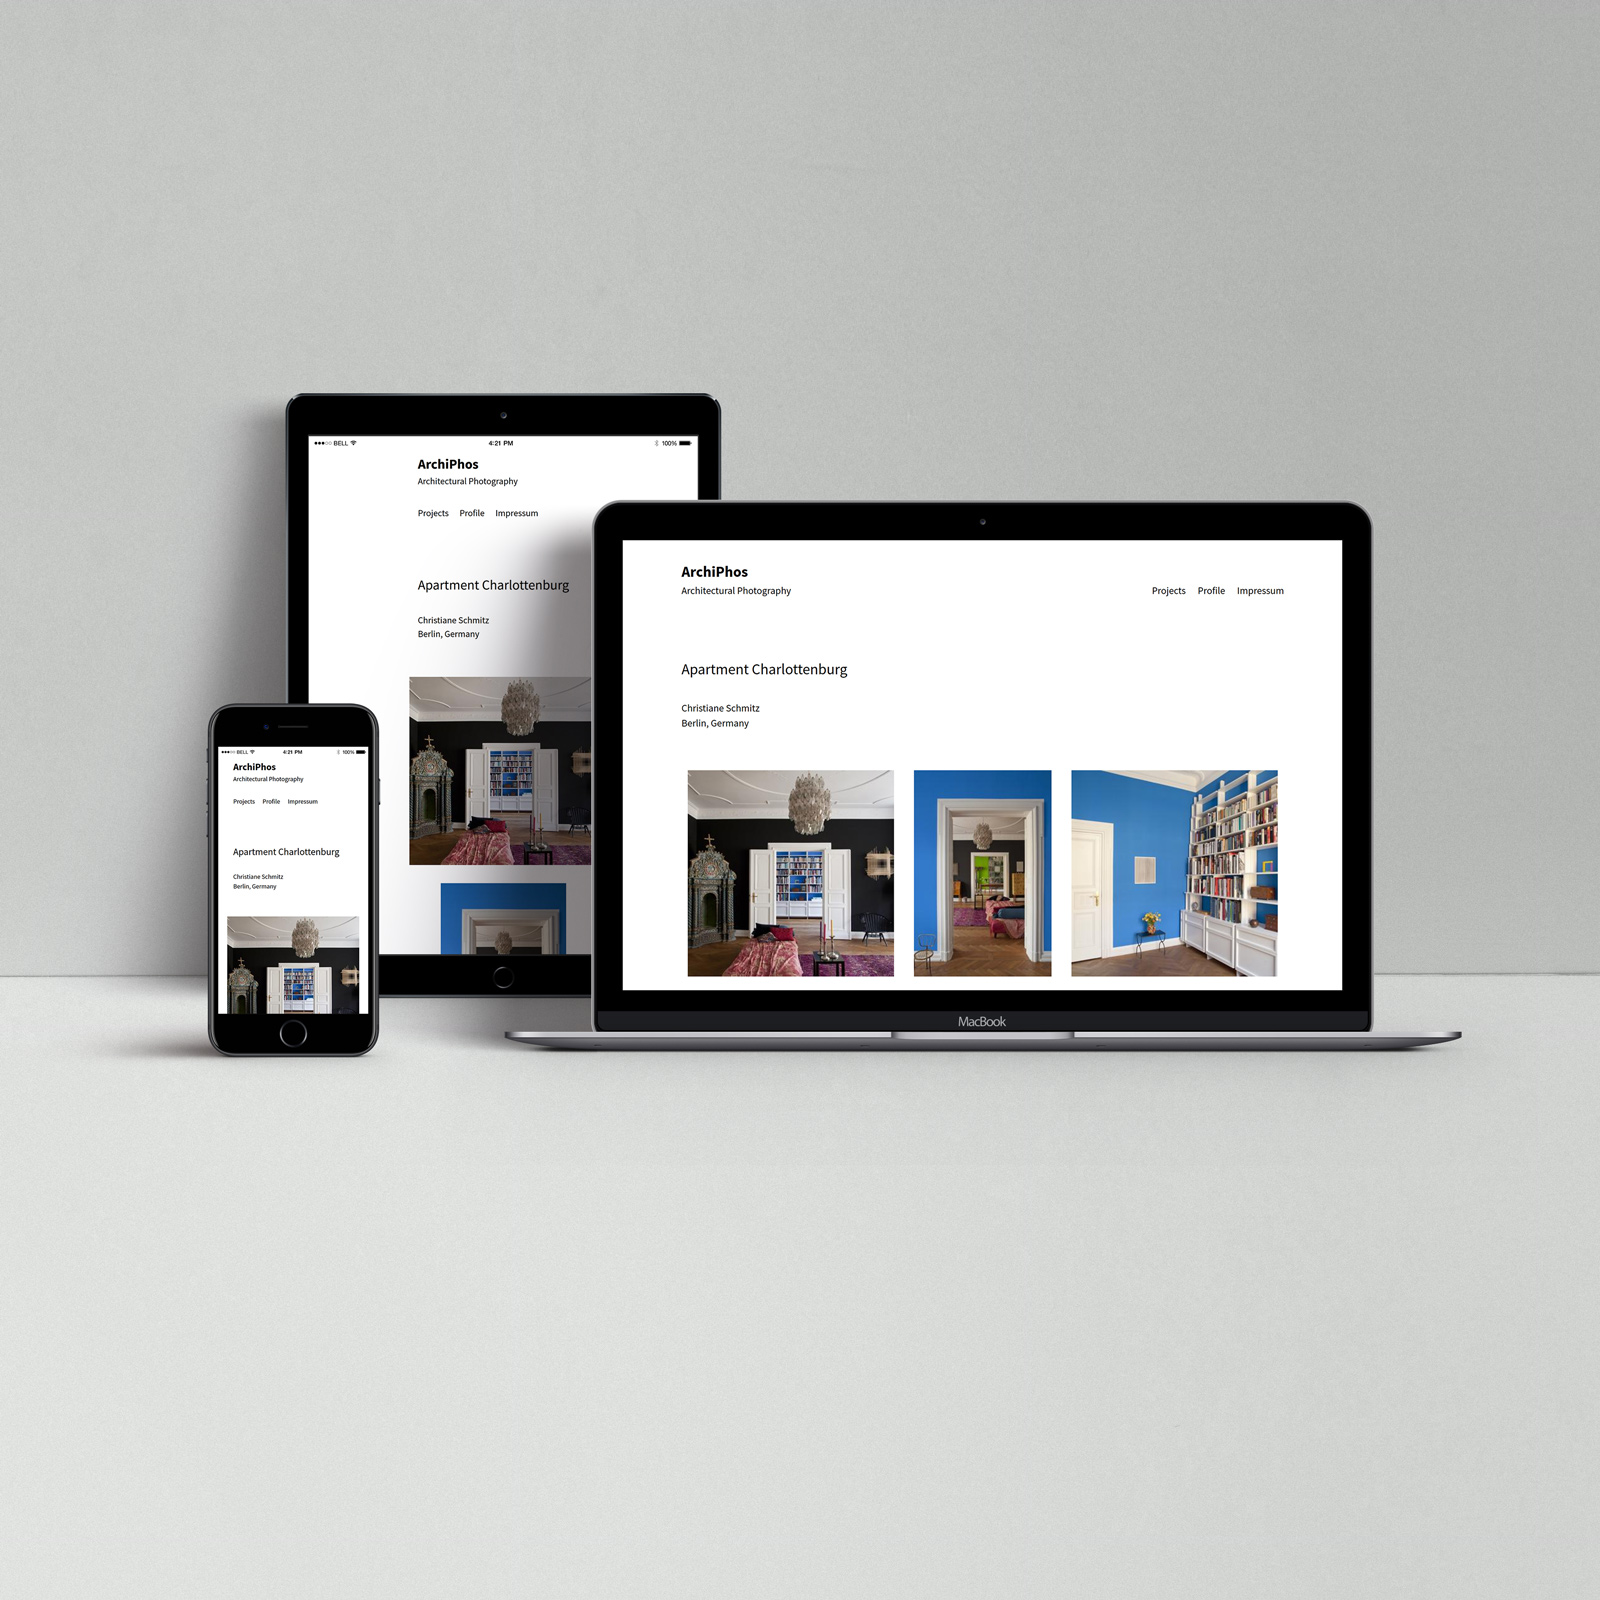 ●●●○○ BELL 4:21 PM 100%
ArchiPhos
Architectural Photography
Projects Profile Impressum
Apartment Charlottenburg
Christiane Schmitz
Berlin, Germany
ArchiPhos
Architectural Photography
Projects Profile Impressum
Apartment Charlottenburg
Christiane Schmitz
Berlin, Germany
MacBook
●●●○○ BELL 4:21 PM 100%
ArchiPhos
Architectural Photography
Projects Profile Impressum
Apartment Charlottenburg
Christiane Schmitz
Berlin, Germany